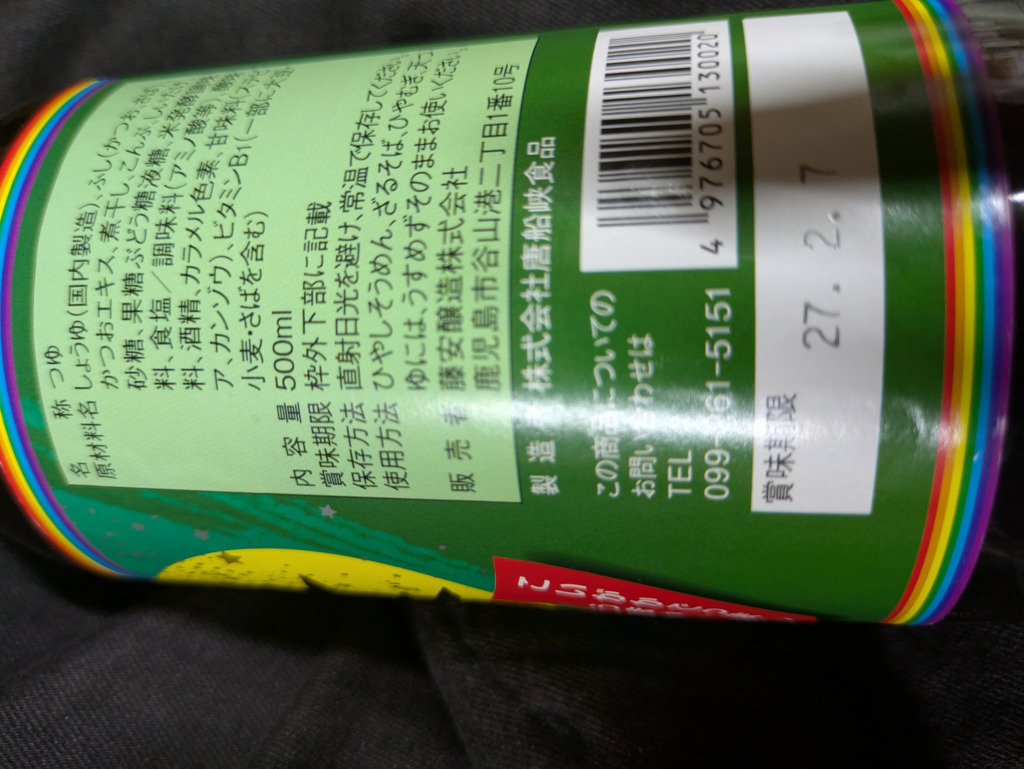 名　称 つゆ
原材料名 しょうゆ(国内製造)、ふし(かつお、さば)、
かつおエキス、煮干し、こんぶ
砂糖、果糖ぶどう糖液糖、米発酵調味
料、食塩／調味料(アミノ酸等)、酸味
料、酒精、カラメル色素、甘味料(ステビ
ア、カンゾウ)、ビタミンB1(一部に大豆・
小麦・さばを含む)
内容量 500ml
賞味期限 枠外下部に記載
保存方法 直射日光を避け、常温で保存してください。
使用方法 ひやしそうめん、ざるそば、ひやむぎ、天つ
ゆには、うすめずそのままお使いください。
販売者 藤安醸造株式会社
鹿児島市谷山港二丁目1番10号
製造 株式会社唐船峡食品
この商品についての
お問い合わせは
TEL
099-261-5151
4 976705 130020
賞味期限 27. 2. 7